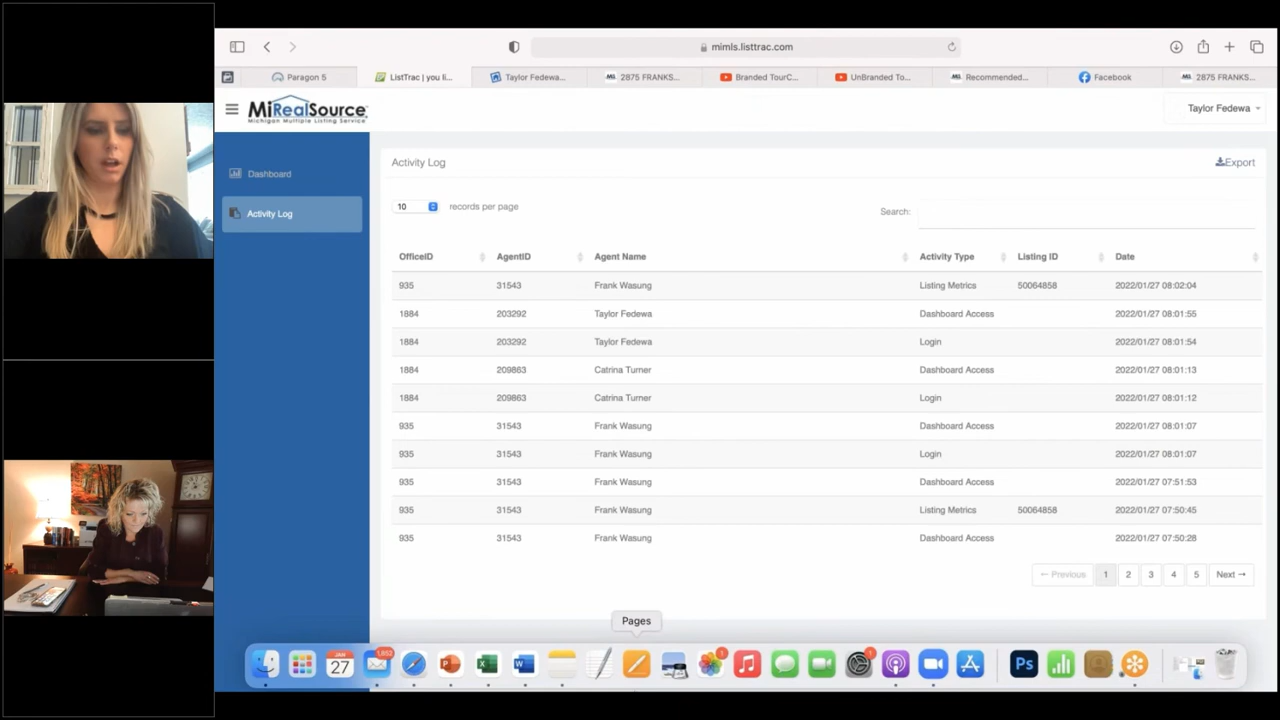 mimls.listtrac.com
Paragon 5
ListTrac | you li...
Taylor Fedewa...
2875 FRANKS...
Branded TourC...
UnBranded To...
Recommended...
Facebook
2875 FRANKS...
MiRealSource
Michigan Multiple Listing Service
Taylor Fedewa
Dashboard
Activity Log
Activity Log
Export
10 records per page
Search:
OfficeID AgentID Agent Name Activity Type Listing ID Date
935 31543 Frank Wasung Listing Metrics 50064858 2022/01/27 08:02:04
1884 203292 Taylor Fedewa Dashboard Access 2022/01/27 08:01:55
1884 203292 Taylor Fedewa Login 2022/01/27 08:01:54
1884 209863 Catrina Turner Dashboard Access 2022/01/27 08:01:13
1884 209863 Catrina Turner Login 2022/01/27 08:01:12
935 31543 Frank Wasung Dashboard Access 2022/01/27 08:01:07
935 31543 Frank Wasung Login 2022/01/27 08:01:07
935 31543 Frank Wasung Dashboard Access 2022/01/27 07:51:53
935 31543 Frank Wasung Listing Metrics 50064858 2022/01/27 07:50:45
935 31543 Frank Wasung Dashboard Access 2022/01/27 07:50:28
← Previous 1 2 3 4 5 Next →
Pages
JAN
27
1,652
P
X
W
1
1
Ps